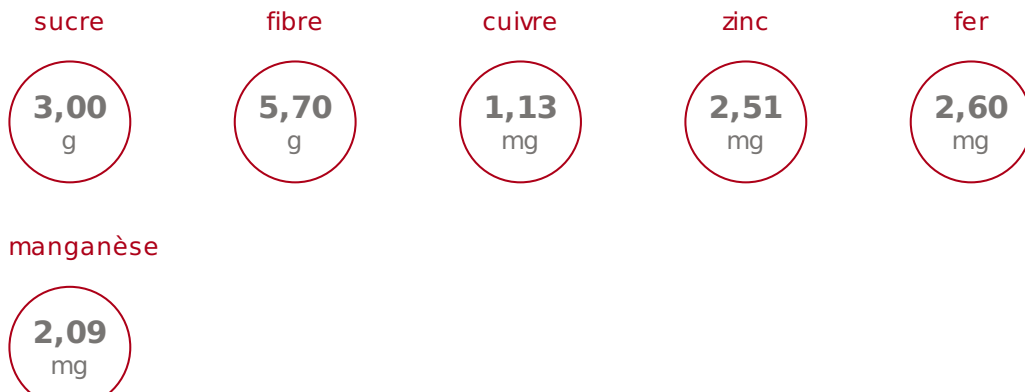 sucre fibre cuivre zinc fer
3,00 5,70 1,13 2,51 2,60
g g mg mg mg
manganèse
2,09
mg